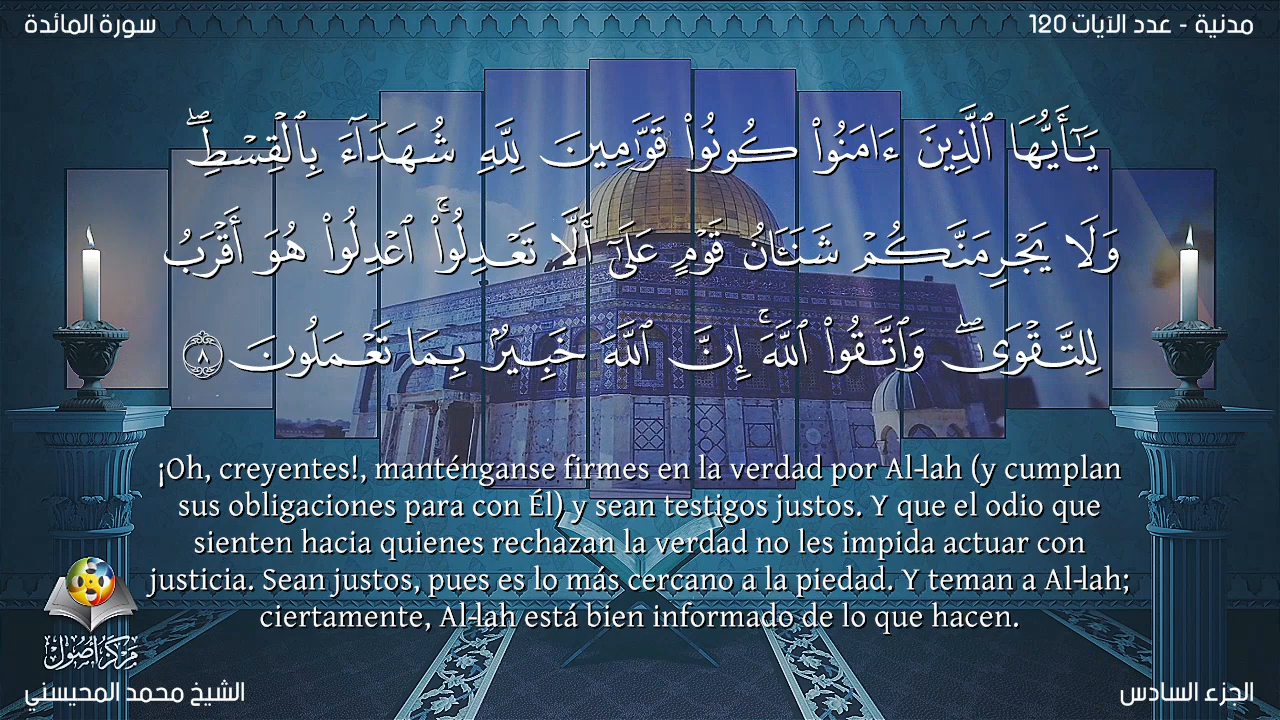 سورة المائدة
مدنية - عدد الآيات 120
يَـٰٓأَيُّهَا ٱلَّذِينَ ءَامَنُوا۟ كُونُوا۟ قَوَّٰمِينَ لِلَّهِ شُهَدَآءَ بِٱلْقِسْطِ ۖ
وَلَا يَجْرِمَنَّكُمْ شَنَـَٔانُ قَوْمٍ عَلَىٰٓ أَلَّا تَعْدِلُوا۟ ۚ ٱعْدِلُوا۟ هُوَ أَقْرَبُ
لِلتَّقْوَىٰ ۖ وَٱتَّقُوا۟ ٱللَّهَ ۚ إِنَّ ٱللَّهَ خَبِيرٌۢ بِمَا تَعْمَلُونَ ٨
¡Oh, creyentes!, manténganse firmes en la verdad por Al-lah (y cumplan
sus obligaciones para con Él) y sean testigos justos. Y que el odio que
sienten hacia quienes rechazan la verdad no les impida actuar con
justicia. Sean justos, pues es lo más cercano a la piedad. Y teman a Al-lah;
ciertamente, Al-lah está bien informado de lo que hacen.
مركز أصول
الشيخ محمد المحيسني
الجزء السادس